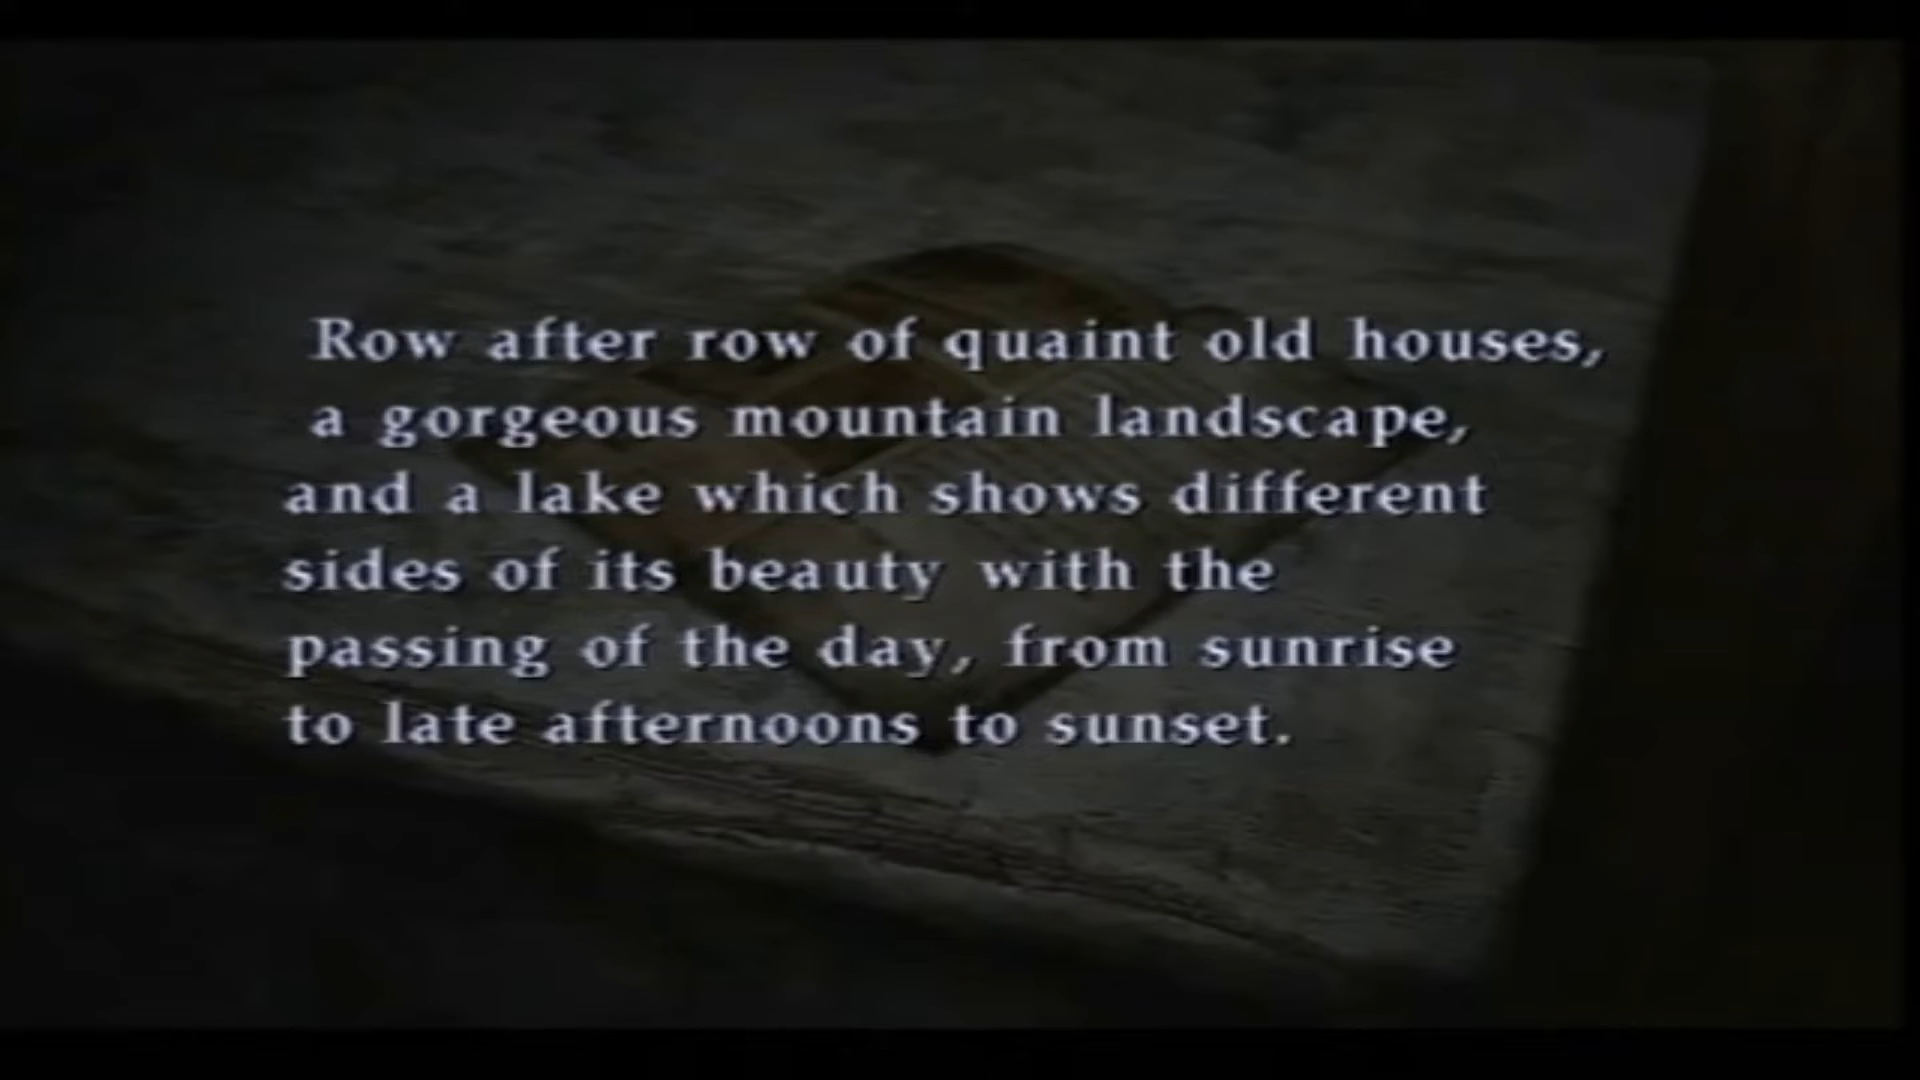 Row after row of quaint old houses,
a gorgeous mountain landscape,
and a lake which shows different
sides of its beauty with the
passing of the day, from sunrise
to late afternoons to sunset.